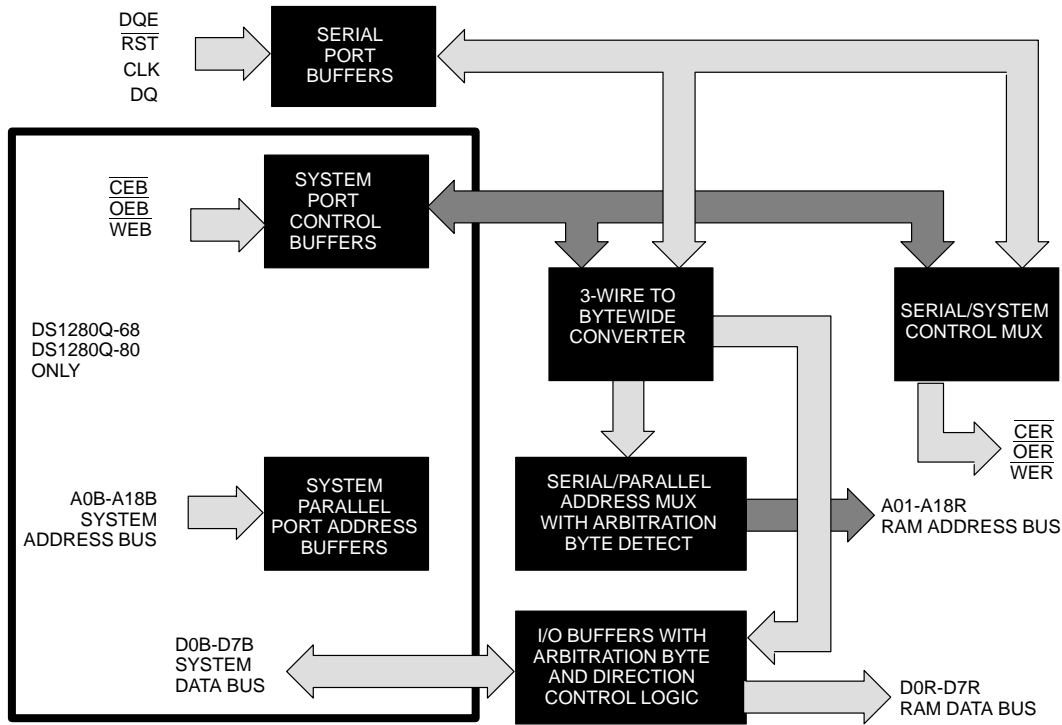 DQE
RST
CLK
DQ
SERIAL
PORT
BUFFERS
CEB
OEB
WEB
SYSTEM
PORT
CONTROL
BUFFERS
3-WIRE TO
BYTEWIDE
CONVERTER
SERIAL/SYSTEM
CONTROL MUX
DS1280Q-68
DS1280Q-80
ONLY
CER
OER
WER
A0B-A18B
SYSTEM
ADDRESS BUS
SYSTEM
PARALLEL
PORT ADDRESS
BUFFERS
SERIAL/PARALLEL
ADDRESS MUX
WITH ARBITRATION
BYTE DETECT
A01-A18R
RAM ADDRESS BUS
D0B-D7B
SYSTEM
DATA BUS
I/O BUFFERS WITH
ARBITRATION BYTE
AND DIRECTION
CONTROL LOGIC
D0R-D7R
RAM DATA BUS